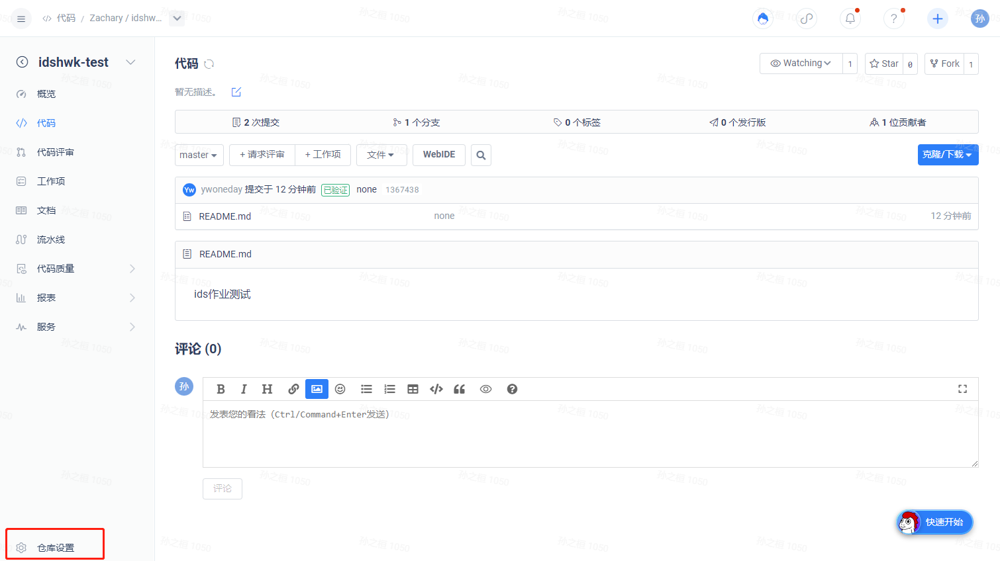 代码 / Zachary / idshw...
孙
idshwk-test
概览
代码
代码评审
工作项
文档
流水线
代码质量
报表
服务
仓库设置
代码
Watching 1 Star 0 Fork 1
暂无描述。
2 次提交 1 个分支 0 个标签 0 个发行版 1 位贡献者
master + 请求评审 + 工作项 文件 WebIDE 克隆/下载
Yw ywoneday 提交于 12 分钟前 已验证 none 1367438
README.md none 12 分钟前
README.md
ids作业测试
评论 (0)
孙
B I H
发表您的看法（Ctrl/Command+Enter发送）
评论
快速开始